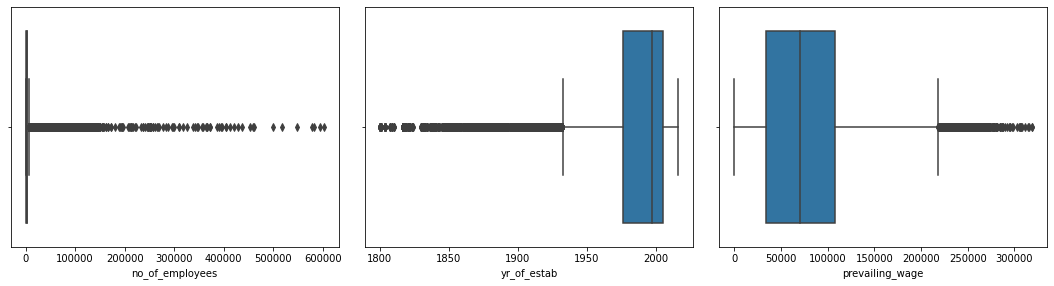 0 100000 200000 300000 400000 500000 600000
no_of_employees
1800 1850 1900 1950 2000
yr_of_estab
0 50000 100000 150000 200000 250000 300000
prevailing_wage